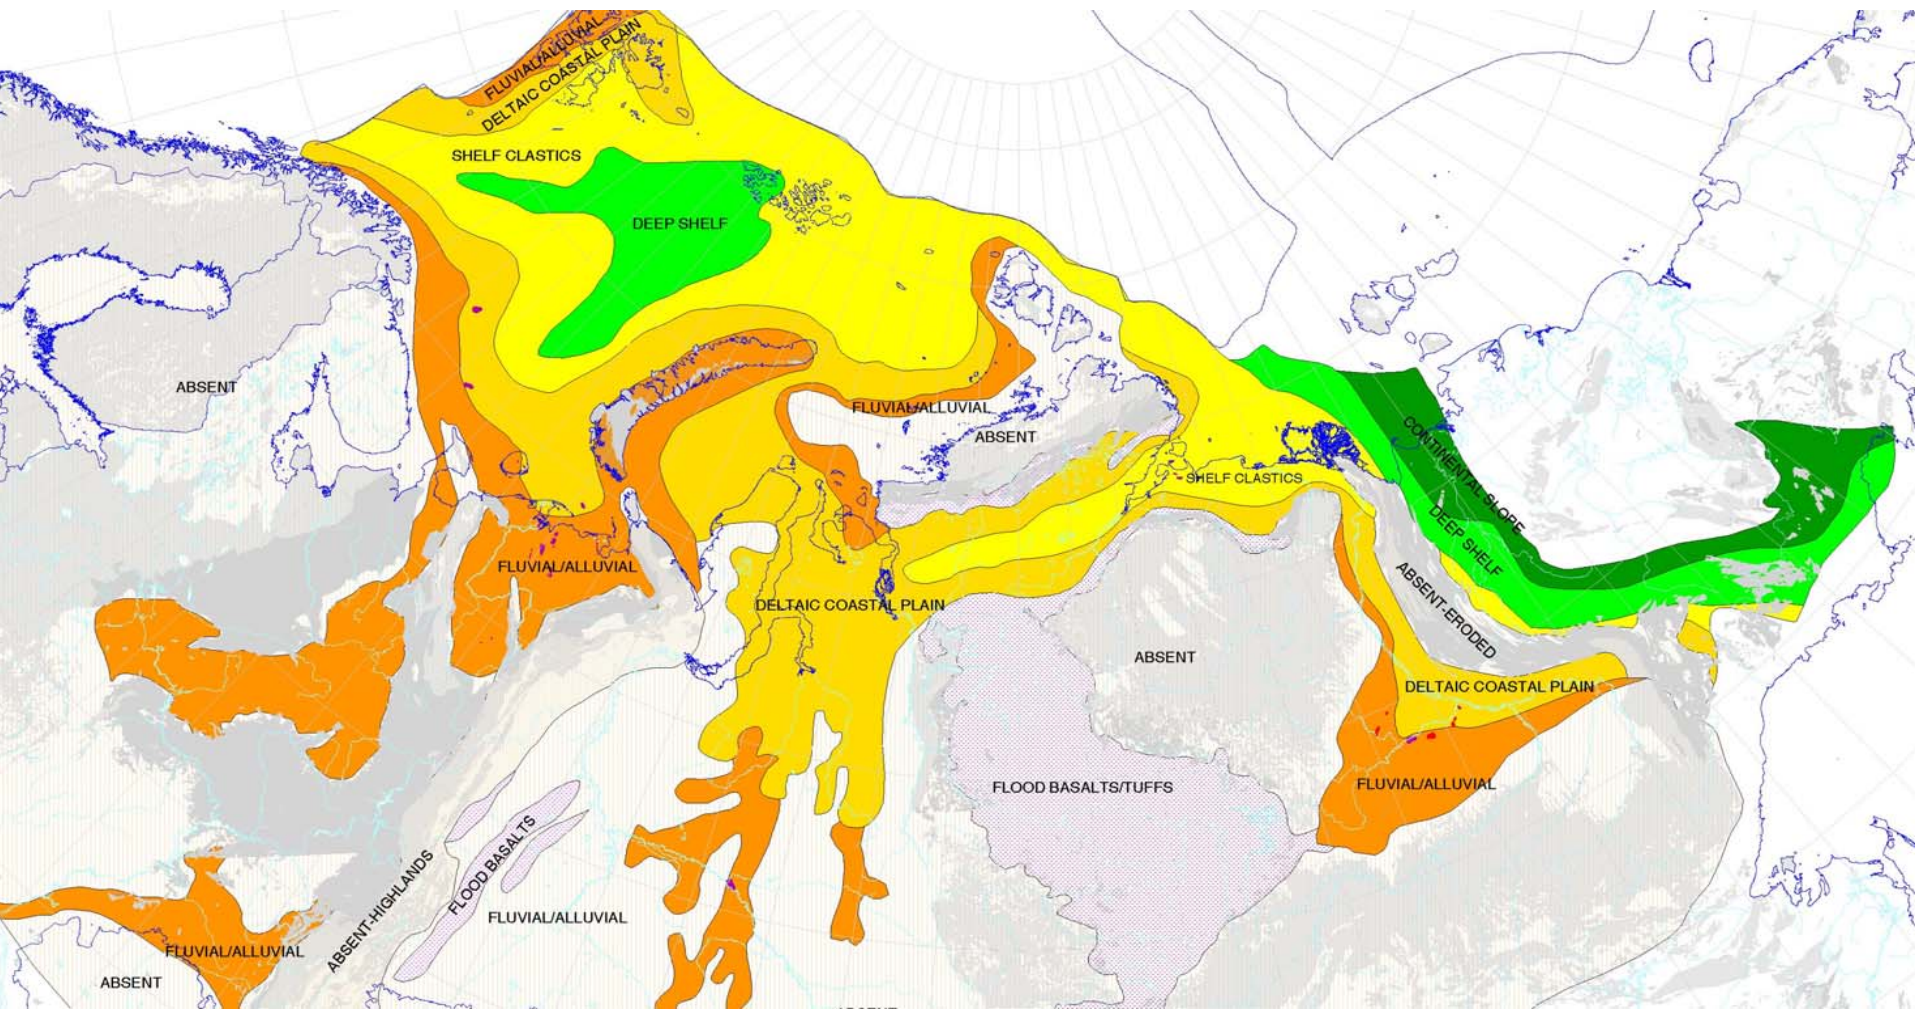 FLUVIAL/ALLUVIAL
DELTAIC COASTAL PLAIN
SHELF CLASTICS
DEEP SHELF
ABSENT
FLUVIAL/ALLUVIAL
ABSENT
CONTINENTAL SLOPE
SHELF CLASTICS
DEEP SHELF
FLUVIAL/ALLUVIAL
ABSENT-ERODED
DELTAIC COASTAL PLAIN
ABSENT
DELTAIC COASTAL PLAIN
FLOOD BASALTS/TUFFS
FLUVIAL/ALLUVIAL
FLOOD BASALTS
ABSENT-HIGHLANDS
FLUVIAL/ALLUVIAL
FLUVIAL/ALLUVIAL
ABSENT
ABSENT